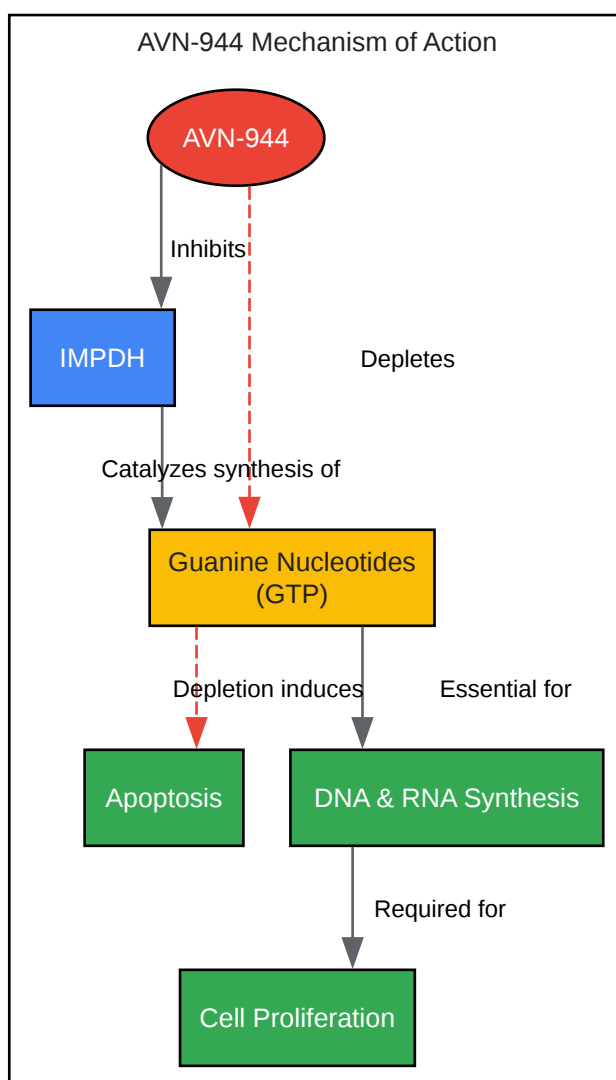 AVN-944 Mechanism of Action
AVN-944
Inhibits
IMPDH
Depletes
Catalyzes synthesis of
Guanine Nucleotides
(GTP)
Depletion induces
Essential for
Apoptosis
DNA & RNA Synthesis
Required for
Cell Proliferation